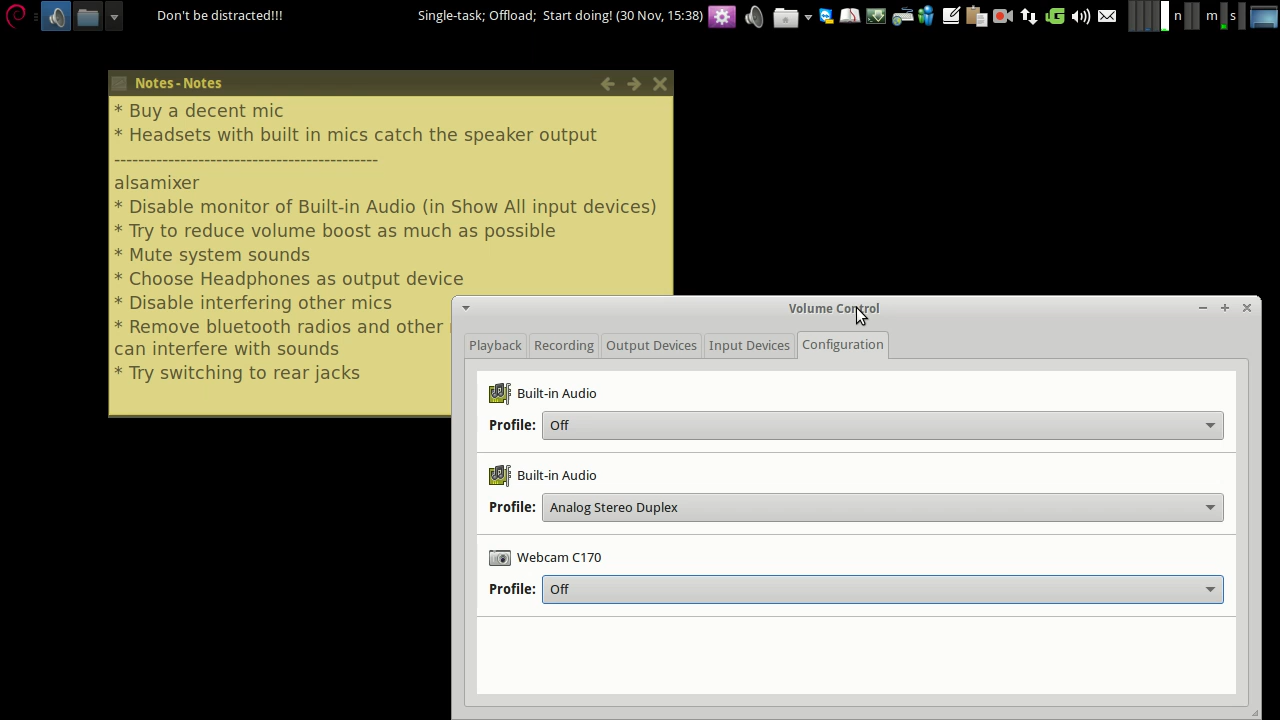 Don't be distracted!!!
Single-task; Offload;  Start doing! (30 Nov, 15:38)
n
m
s
Notes - Notes
* Buy a decent mic
* Headsets with built in mics catch the speaker output
--------------------------------------------
alsamixer
* Disable monitor of Built-in Audio (in Show All input devices)
* Try to reduce volume boost as much as possible
* Mute system sounds
* Choose Headphones as output device
* Disable interfering other mics
* Remove bluetooth radios and other
can interfere with sounds
* Try switching to rear jacks
Volume Control
Playback
Recording
Output Devices
Input Devices
Configuration
Built-in Audio
Profile: Off
Built-in Audio
Profile: Analog Stereo Duplex
Webcam C170
Profile: Off